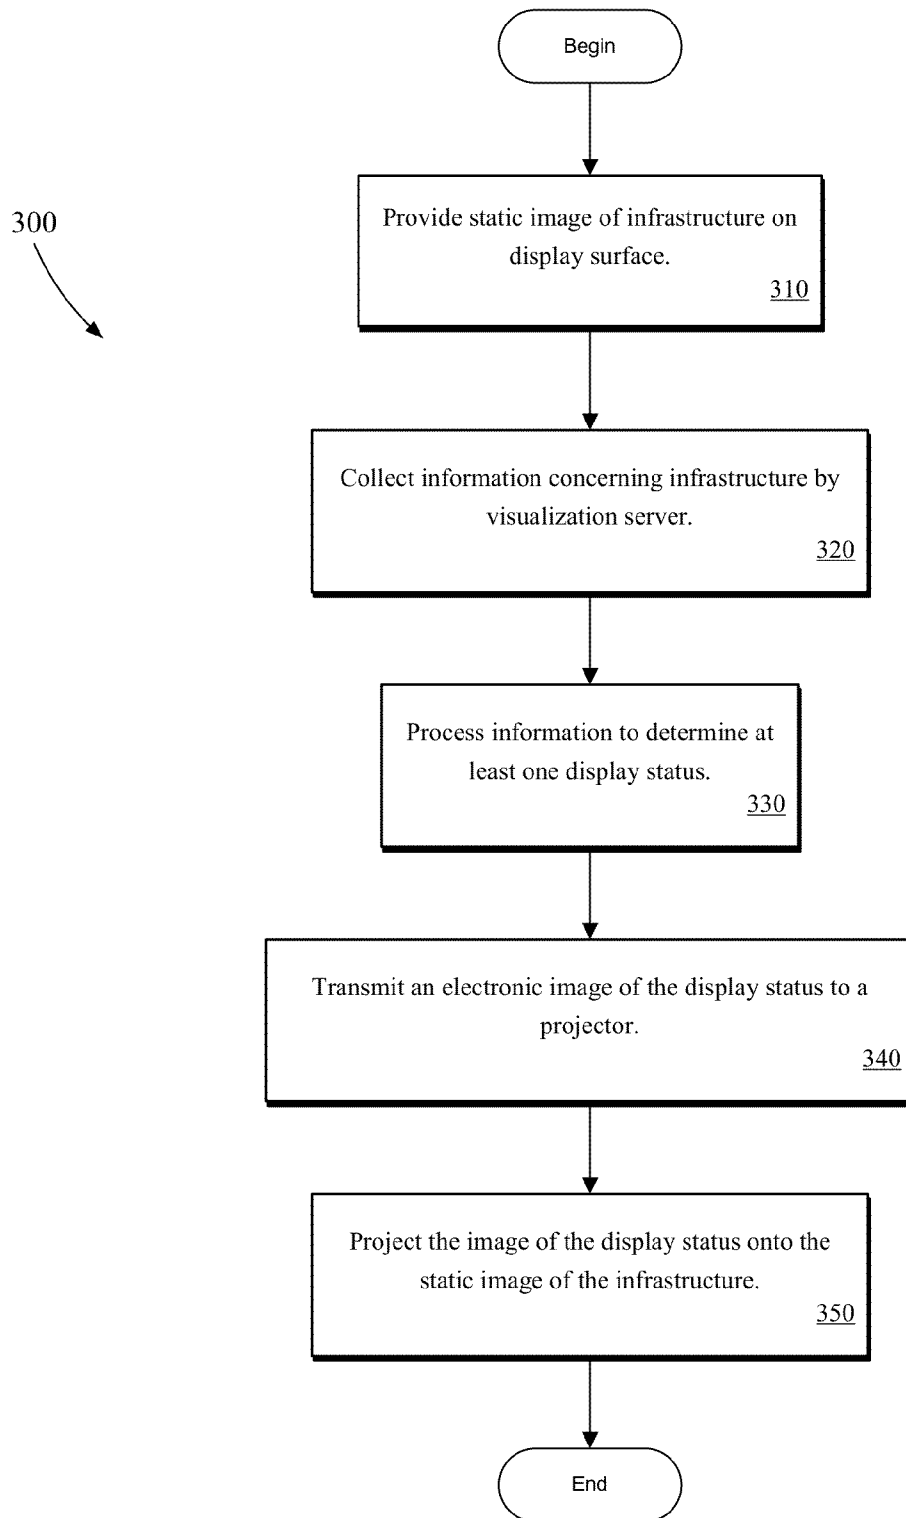 Begin
300
Provide static image of infrastructure on
display surface.
310
Collect information concerning infrastructure by
visualization server.
320
Process information to determine at
least one display status.
330
Transmit an electronic image of the display status to a
projector.
340
Project the image of the display status onto the
static image of the infrastructure.
350
End